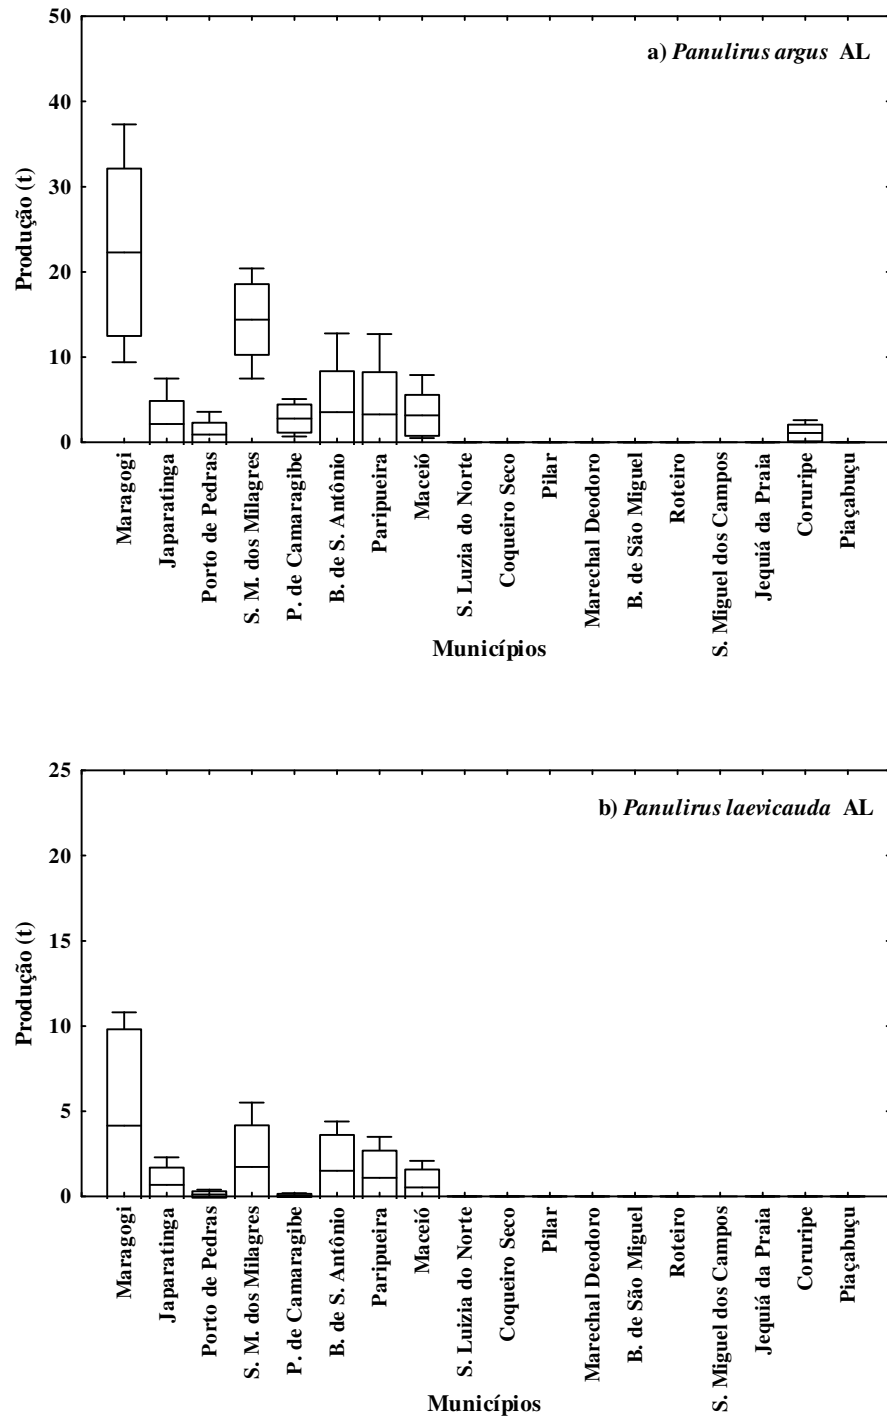 a) Panulirus argus AL
Produção (t)
50
40
30
20
10
0
Maragogi
Japaratinga
Porto de Pedras
S. M. dos Milagres
P. de Camaragibe
B. de S. Antônio
Paripueira
Maceió
S. Luzia do Norte
Coqueiro Seco
Pilar
Marechal Deodoro
B. de São Miguel
Roteiro
S. Miguel dos Campos
Jequiá da Praia
Coruripe
Piaçabuçu
Municípios
b) Panulirus laevicauda AL
Produção (t)
25
20
15
10
5
0
Maragogi
Japaratinga
Porto de Pedras
S. M. dos Milagres
P. de Camaragibe
B. de S. Antônio
Paripueira
Maceió
S. Luizia do Norte
Coqueiro Seco
Pilar
Marechal Deodoro
B. de São Miguel
Roteiro
S. Miguel dos Campos
Jequiá da Praia
Coruripe
Piaçabuçu
Municípios